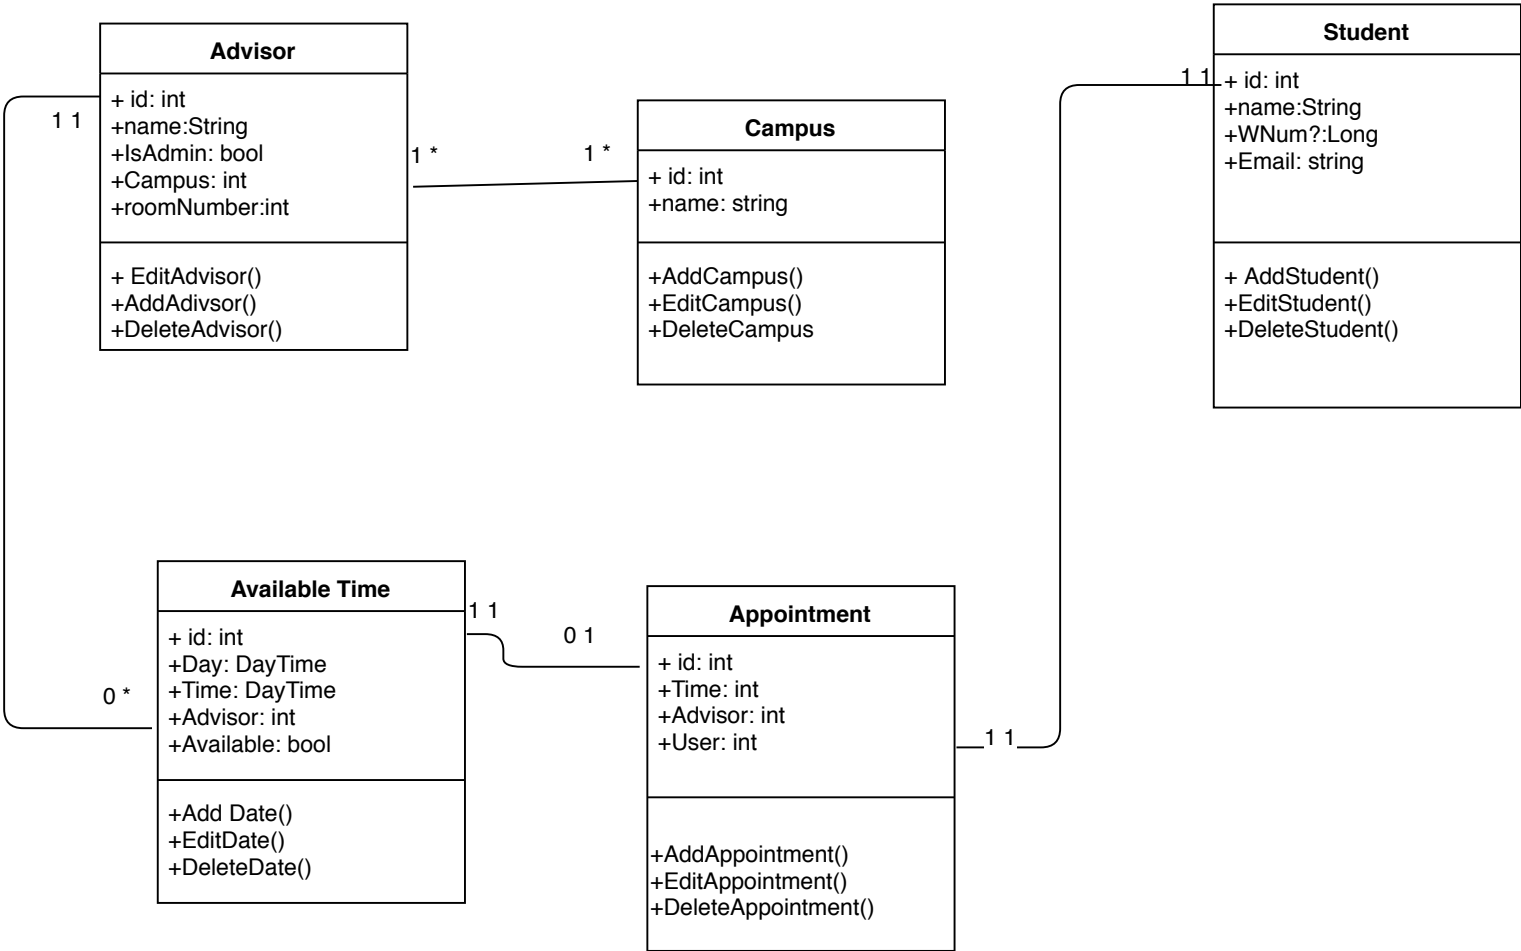 Advisor
+ id: int
+name:String
+IsAdmin: bool
+Campus: int
+roomNumber:int
+ EditAdvisor()
+AddAdivsor()
+DeleteAdvisor()
1 1
1 *
1 *
Campus
+ id: int
+name: string
+AddCampus()
+EditCampus()
+DeleteCampus
Student
1 1
+ id: int
+name:String
+WNum?:Long
+Email: string
+ AddStudent()
+EditStudent()
+DeleteStudent()
Available Time
+ id: int
+Day: DayTime
+Time: DayTime
+Advisor: int
+Available: bool
+Add Date()
+EditDate()
+DeleteDate()
0 *
1 1
0 1
Appointment
+ id: int
+Time: int
+Advisor: int
+User: int
+AddAppointment()
+EditAppointment()
+DeleteAppointment()
1 1